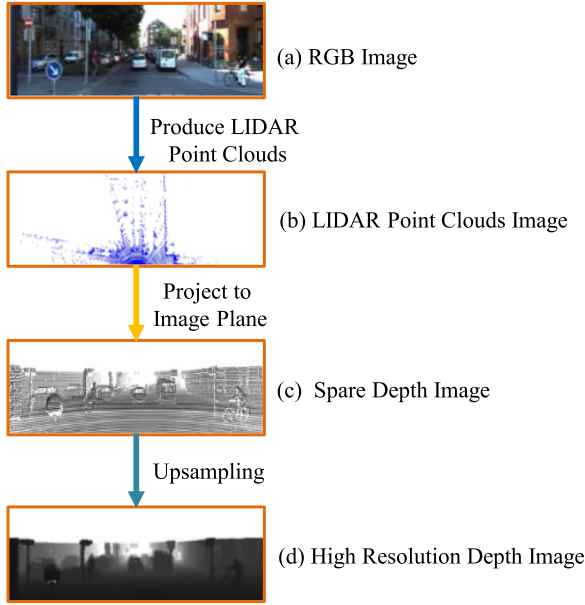 (a) RGB Image
Produce LIDAR
Point Clouds
(b) LIDAR Point Clouds Image
Project to
Image Plane
(c) Spare Depth Image
Upsampling
(d) High Resolution Depth Image